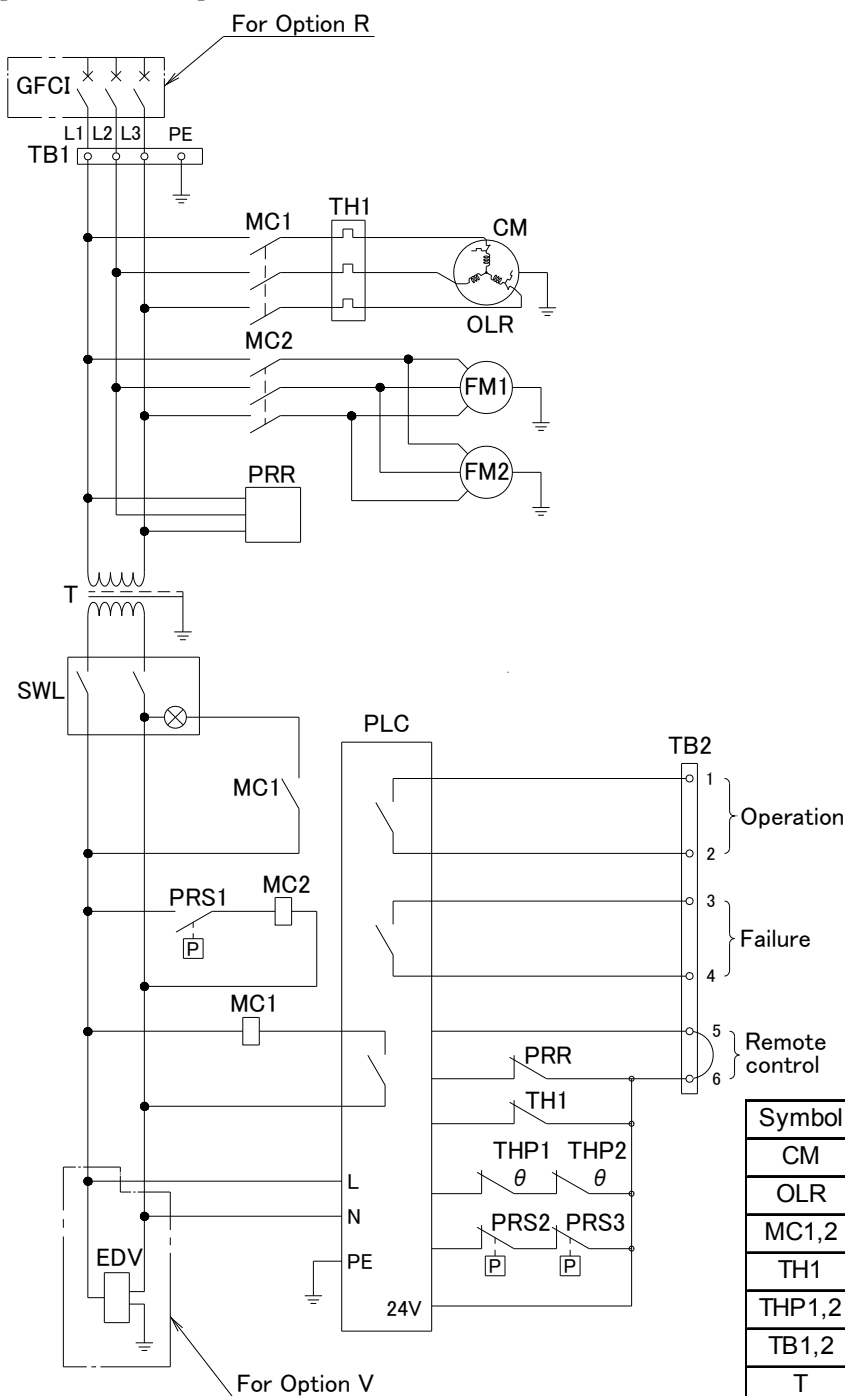 For Option R
GFCI
L1 L2 L3 PE
TB1
MC1 TH1 CM
OLR
MC2
FM1
FM2
PRR
T
SWL
PLC
TB2
MC1
1
Operation
2
PRS1 MC2
P
3
Failure
4
MC1
5
Remote
control
6
PRR
TH1
THP1 THP2
θ θ
L
N
PRS2 PRS3
P P
PE
EDV
24V
For Option V
Symbol
CM
OLR
MC1,2
TH1
THP1,2
TB1,2
T